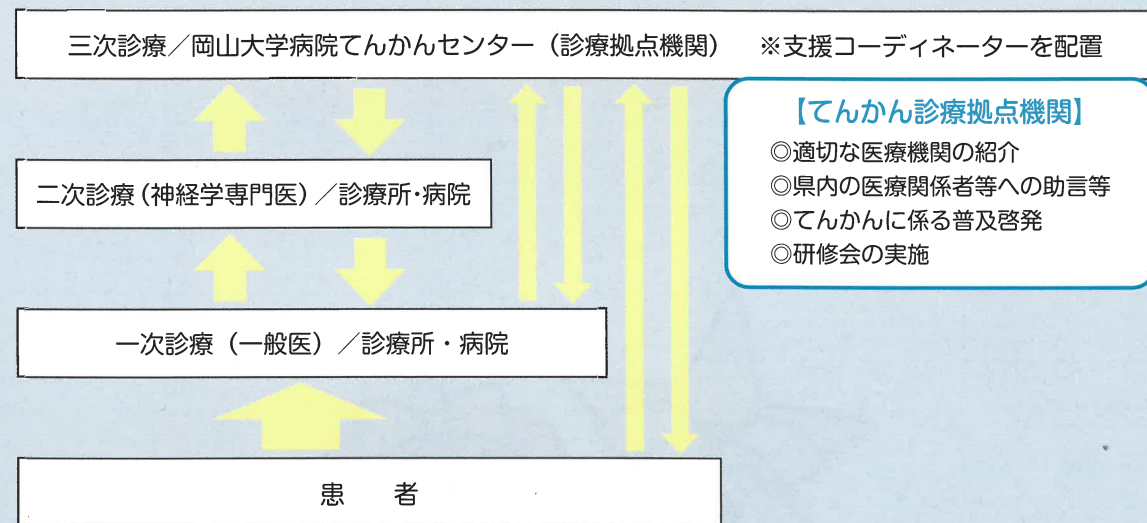 三次診療／岡山大学病院てんかんセンター（診療拠点機関）　※支援コーディネーターを配置
【てんかん診療拠点機関】
◎適切な医療機関の紹介
◎県内の医療関係者等への助言等
◎てんかんに係る普及啓発
◎研修会の実施
二次診療（神経学専門医）／診療所・病院
一次診療（一般医）／診療所・病院
患　者